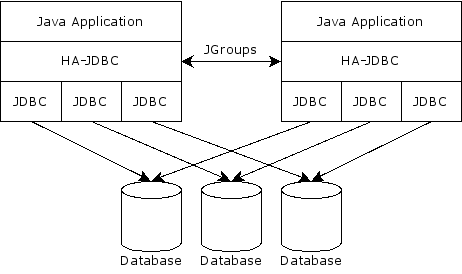 Java Application
HA-JDBC
JDBC JDBC JDBC
JGroups
Java Application
HA-JDBC
JDBC JDBC JDBC
Database Database Database